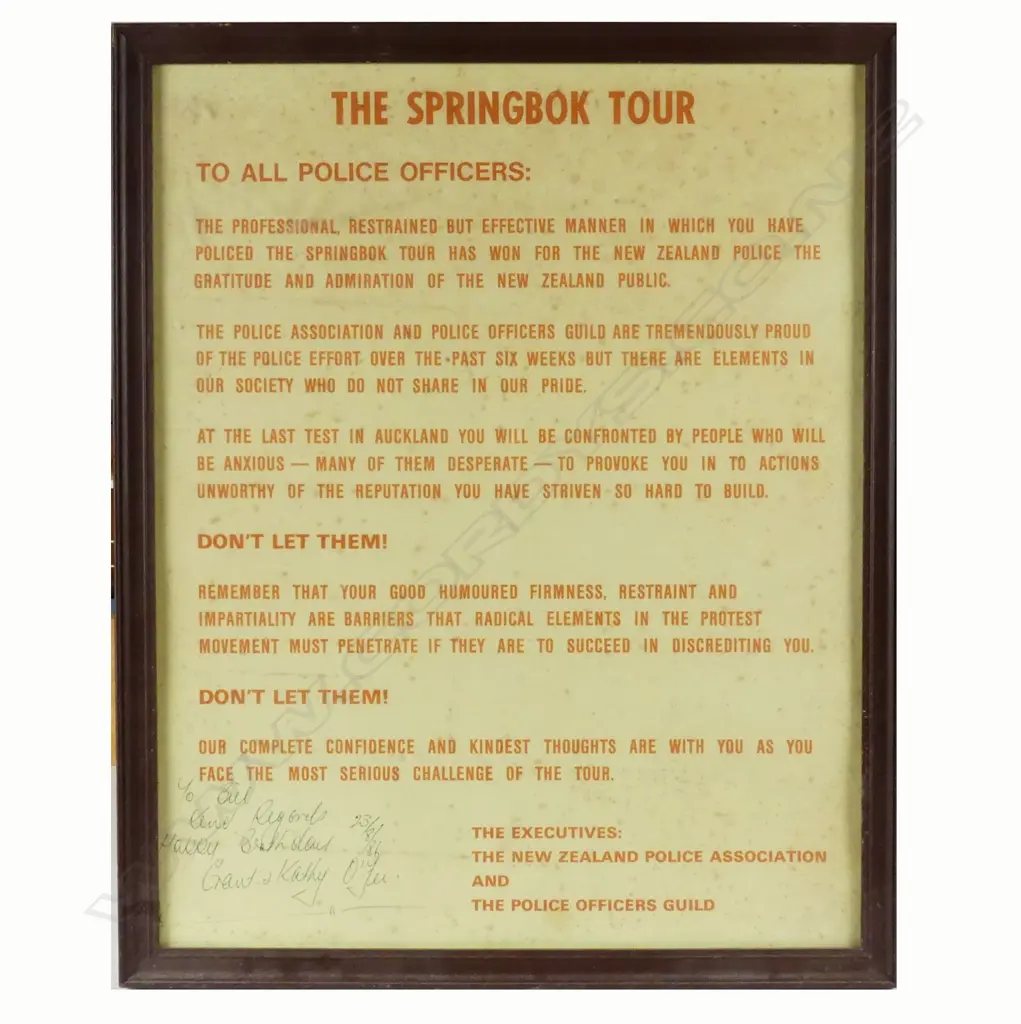 THE SPRINGBOK TOUR
TO ALL POLICE OFFICERS:
THE PROFESSIONAL, RESTRAINED BUT EFFECTIVE MANNER IN WHICH YOU HAVE
POLICED THE SPRINGBOK TOUR HAS WON FOR THE NEW ZEALAND POLICE THE
GRATITUDE AND ADMIRATION OF THE NEW ZEALAND PUBLIC.
THE POLICE ASSOCIATION AND POLICE OFFICERS GUILD ARE TREMENDOUSLY PROUD
OF THE POLICE EFFORT OVER THE PAST SIX WEEKS BUT THERE ARE ELEMENTS IN
OUR SOCIETY WHO DO NOT SHARE IN OUR PRIDE.
AT THE LAST TEST IN AUCKLAND YOU WILL BE CONFRONTED BY PEOPLE WHO WILL
BE ANXIOUS — MANY OF THEM DESPERATE — TO PROVOKE YOU IN TO ACTIONS
UNWORTHY OF THE REPUTATION YOU HAVE STRIVEN SO HARD TO BUILD.
DON'T LET THEM!
REMEMBER THAT YOUR GOOD HUMOURED FIRMNESS, RESTRAINT AND
IMPARTIALITY ARE BARRIERS THAT RADICAL ELEMENTS IN THE PROTEST
MOVEMENT MUST PENETRATE IF THEY ARE TO SUCCEED IN DISCREDITING YOU.
DON'T LET THEM!
OUR COMPLETE CONFIDENCE AND KINDEST THOUGHTS ARE WITH YOU AS YOU
FACE THE MOST SERIOUS CHALLENGE OF THE TOUR.
Regards
Happy Birthday
Kathy
THE EXECUTIVES:
THE NEW ZEALAND POLICE ASSOCIATION
AND
THE POLICE OFFICERS GUILD